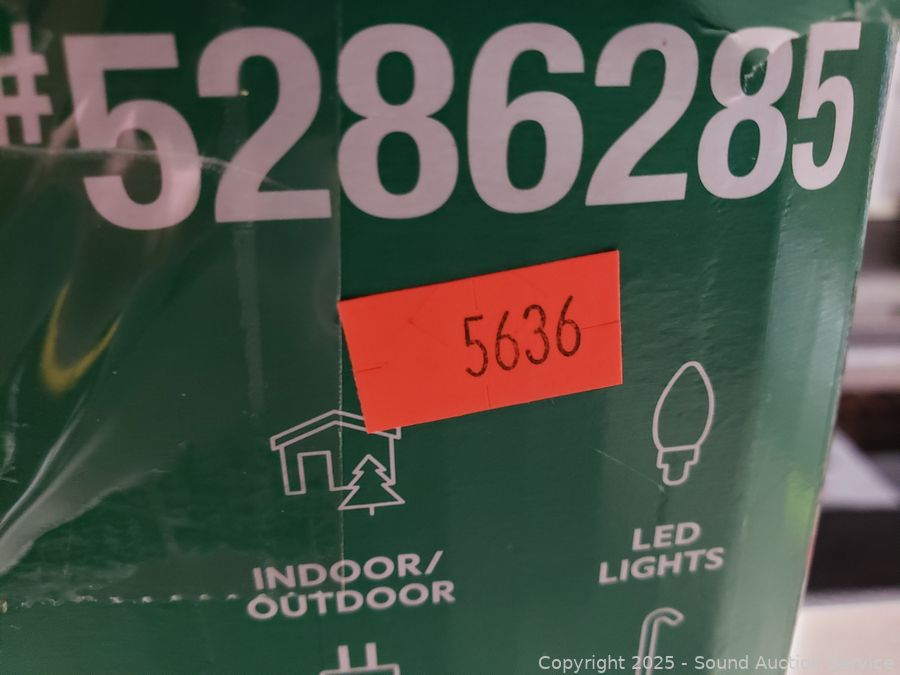 #5286285
5636
INDOOR/
OUTDOOR
LED
LIGHTS
Copyright 2025 - Sound Auction Service